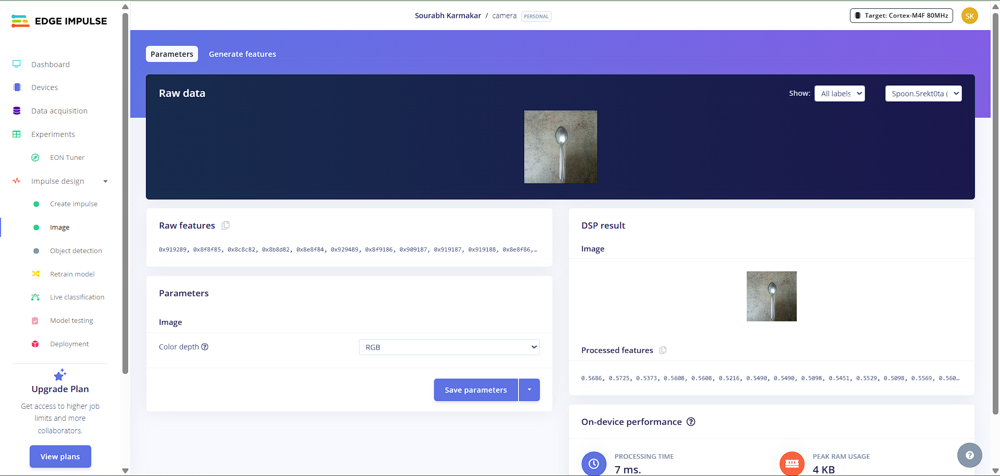 EDGE IMPULSE
Sourabh Karmakar / camera PERSONAL
Target: Cortex-M4F 80MHz
SK
Dashboard
Devices
Data acquisition
Experiments
EON Tuner
Impulse design
Create impulse
Image
Object detection
Retrain model
Live classification
Model testing
Deployment
Upgrade Plan
Get access to higher job
limits and more
collaborators.
View plans
Parameters Generate features
Raw data
Show: All labels Spoon.5rekt0ta (
Raw features
0x919289, 0x8f8f85, 0x8c8c82, 0x8b8d82, 0x8e8f84, 0x929489, 0x8f9186, 0x909187, 0x919187, 0x919188, 0x8e8f86,…
Parameters
Image
Color depth ?
RGB
Save parameters
DSP result
Image
Processed features
0.5686, 0.5725, 0.5373, 0.5608, 0.5608, 0.5216, 0.5490, 0.5490, 0.5098, 0.5451, 0.5529, 0.5098, 0.5569, 0.560…
On-device performance ?
PROCESSING TIME
7 ms.
PEAK RAM USAGE
4 KB
?